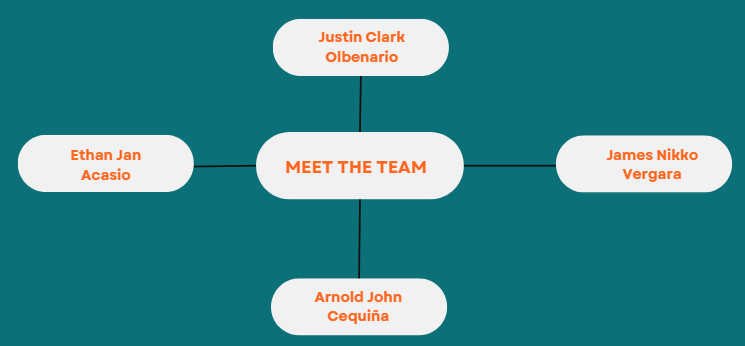 Justin Clark
Olbenario
Ethan Jan
Acasio
MEET THE TEAM
James Nikko
Vergara
Arnold John
Cequiña